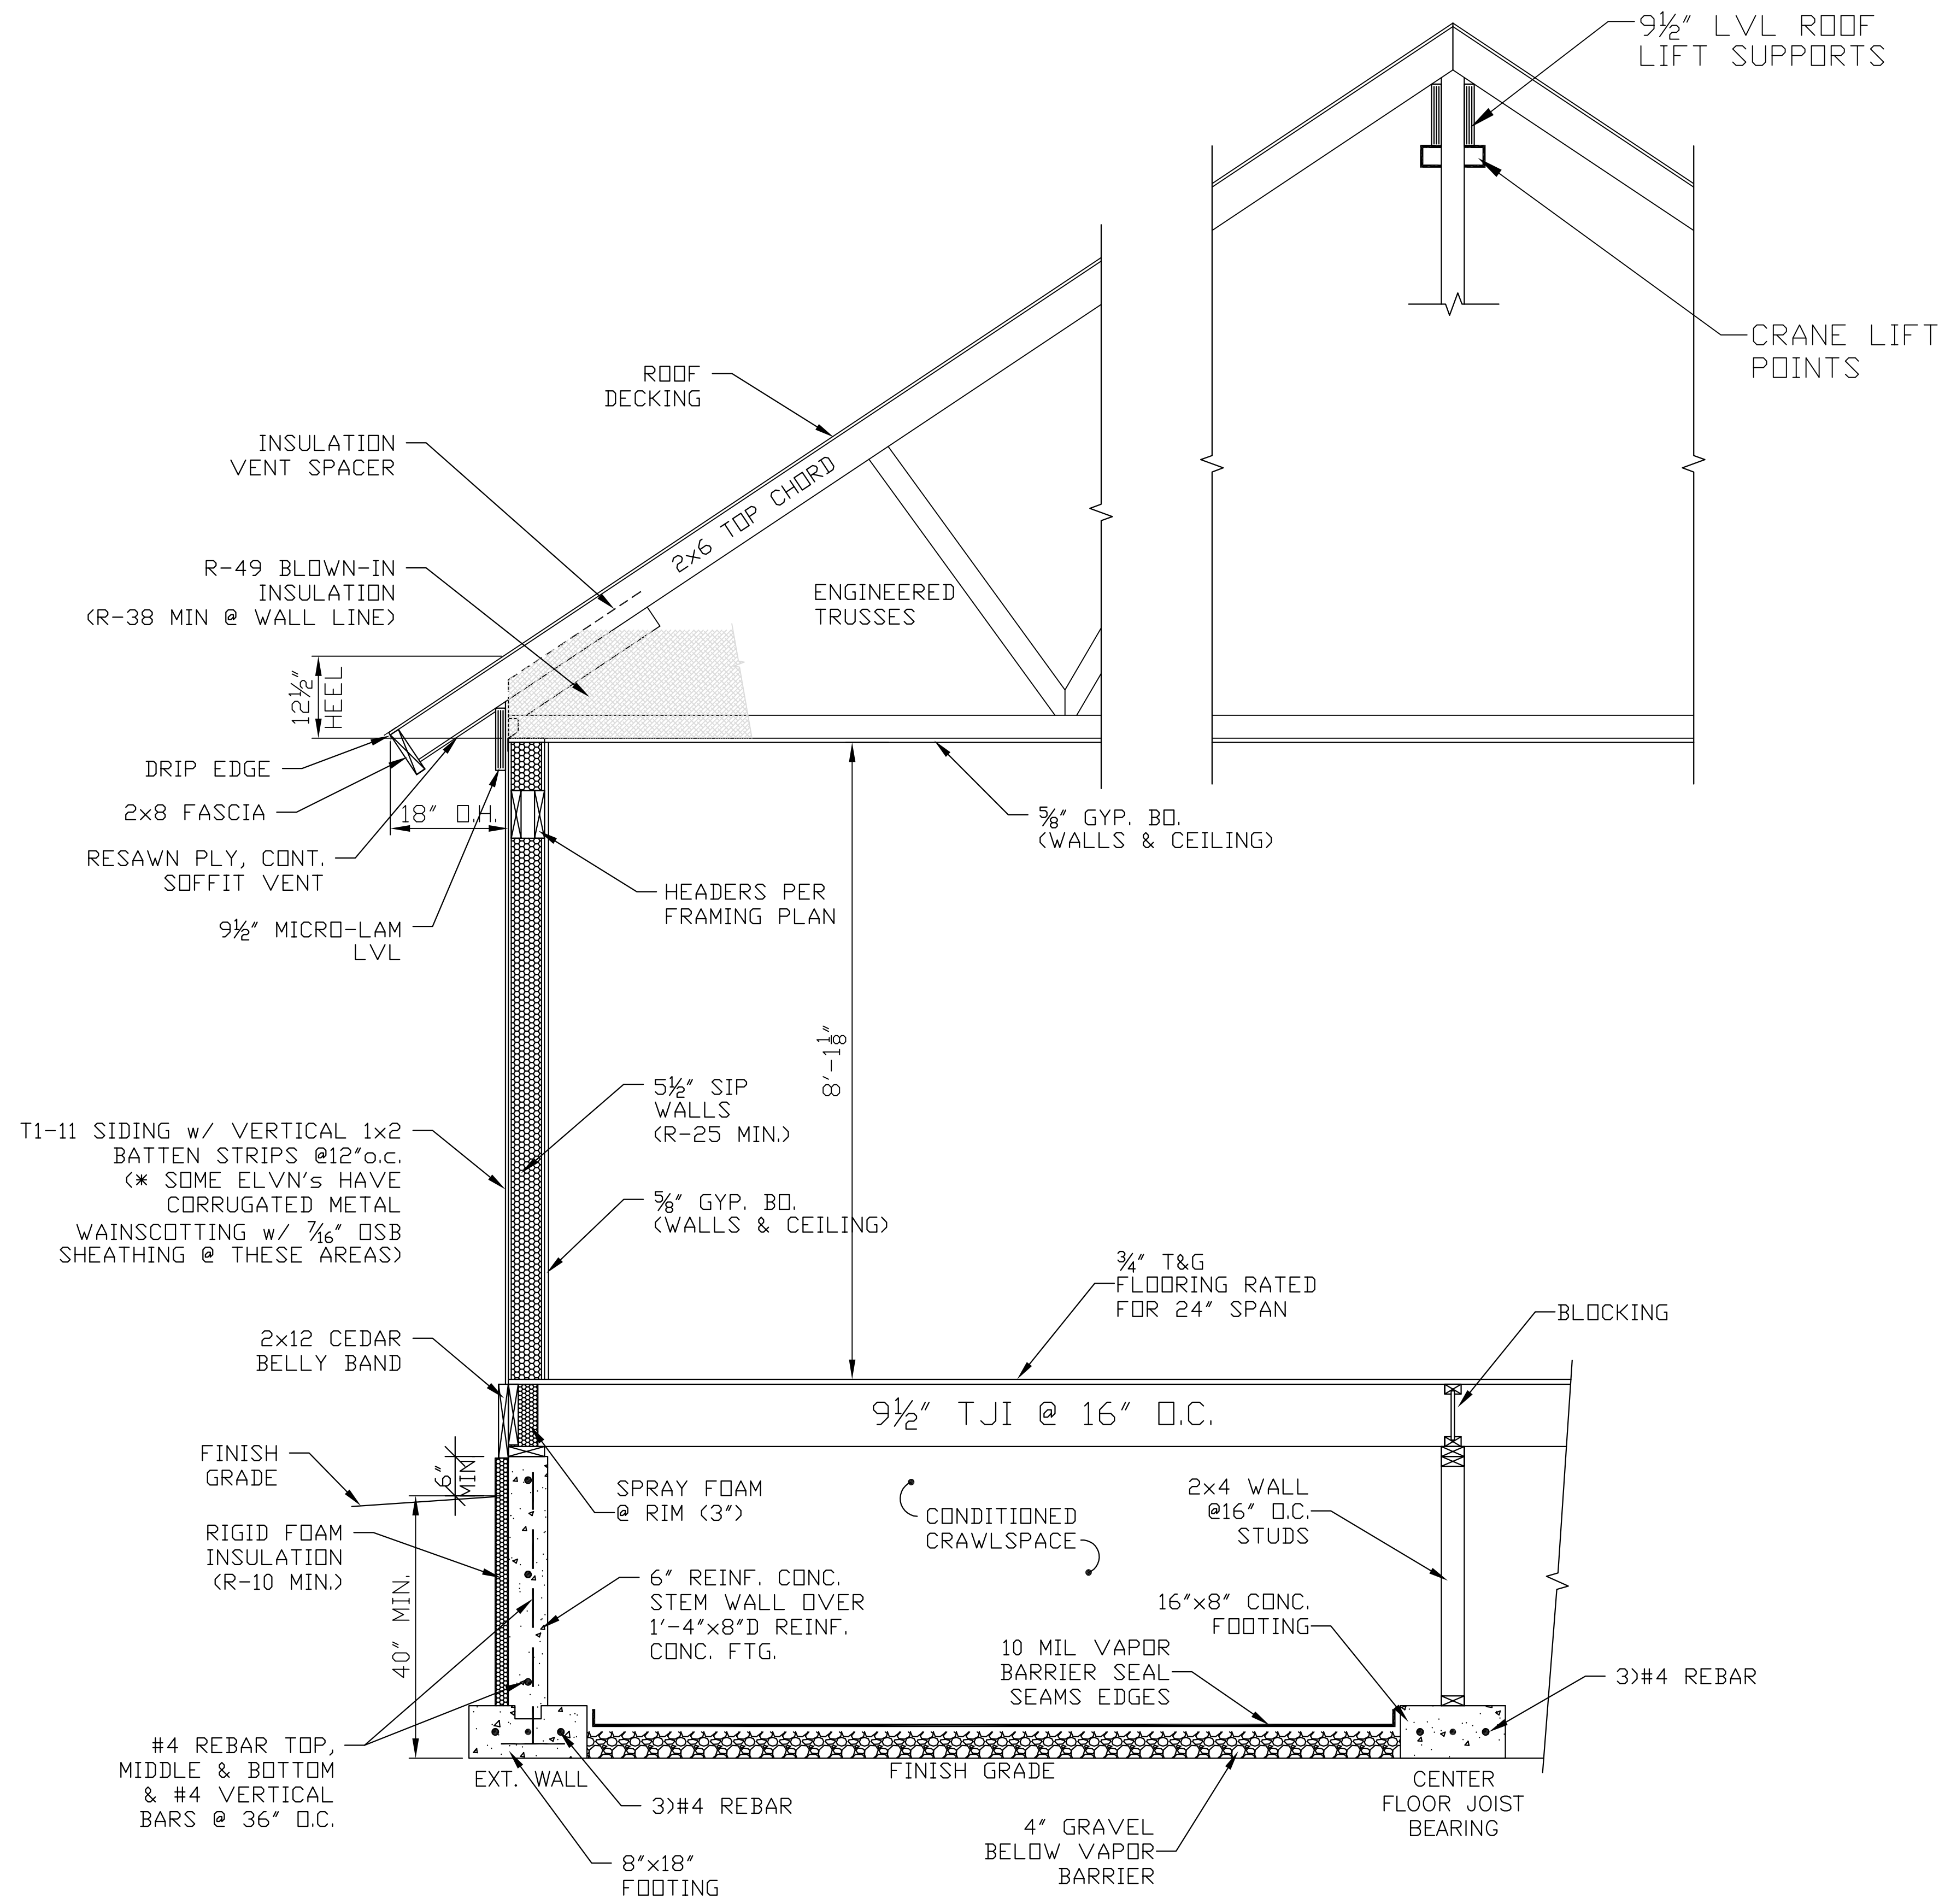 9½" LVL ROOF
LIFT SUPPORTS
CRANE LIFT
POINTS
ROOF
DECKING
INSULATION
VENT SPACER
2x6 TOP CHORD
R-49 BLOWN-IN
INSULATION
(R-38 MIN @ WALL LINE)
ENGINEERED
TRUSSES
12½"
HEEL
DRIP EDGE
2x8 FASCIA
18" O.H.
RESAWN PLY, CONT.
SOFFIT VENT
9½" MICRO-LAM
LVL
⅝" GYP. BD.
(WALLS & CEILING)
HEADERS PER
FRAMING PLAN
8'-1⅛"
5½" SIP
WALLS
(R-25 MIN.)
T1-11 SIDING w/ VERTICAL 1x2
BATTEN STRIPS @12"o.c.
(* SOME ELVN's HAVE
CORRUGATED METAL
WAINSCOTTING w/ 7/16" OSB
SHEATHING @ THESE AREAS)
⅝" GYP. BD.
(WALLS & CEILING)
¾" T&G
FLOORING RATED
FOR 24" SPAN
BLOCKING
2x12 CEDAR
BELLY BAND
9½" TJI @ 16" O.C.
FINISH
GRADE
6"
MIN
SPRAY FOAM
@ RIM (3")
CONDITIONED
CRAWLSPACE
2x4 WALL
@16" O.C.
STUDS
RIGID FOAM
INSULATION
(R-10 MIN.)
40" MIN.
6" REINF. CONC.
STEM WALL OVER
1'-4"x8"D REINF.
CONC. FTG.
16"x8" CONC.
FOOTING
10 MIL VAPOR
BARRIER SEAL
SEAMS EDGES
3)#4 REBAR
#4 REBAR TOP,
MIDDLE & BOTTOM
& #4 VERTICAL
BARS @ 36" O.C.
EXT. WALL
FINISH GRADE
CENTER
FLOOR JOIST
BEARING
3)#4 REBAR
4" GRAVEL
BELOW VAPOR
BARRIER
8"x18"
FOOTING